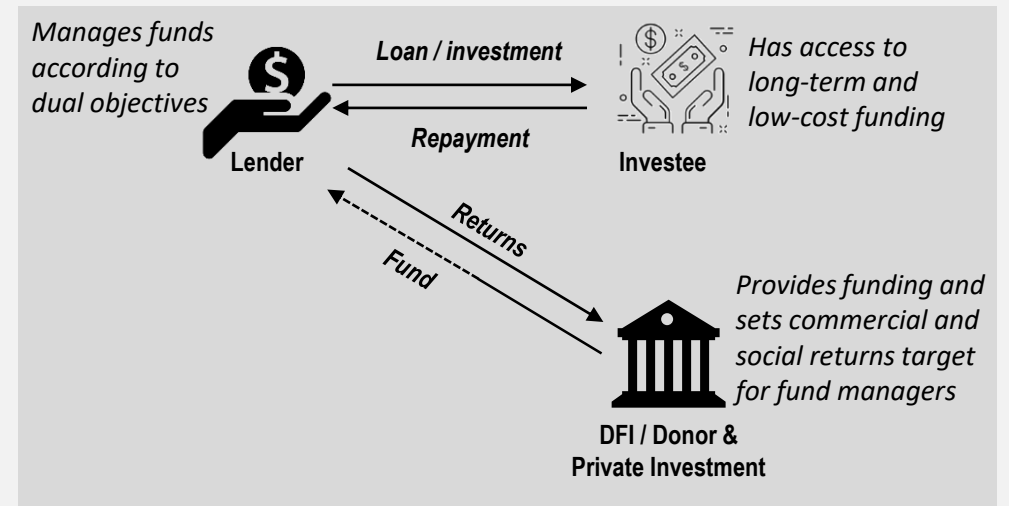 Manages funds
according to
dual objectives
Loan / investment
Repayment
Lender
Has access to
long-term and
low-cost funding
Investee
Returns
Fund
Provides funding and
sets commercial and
social returns target
for fund managers
DFI / Donor &
Private Investment